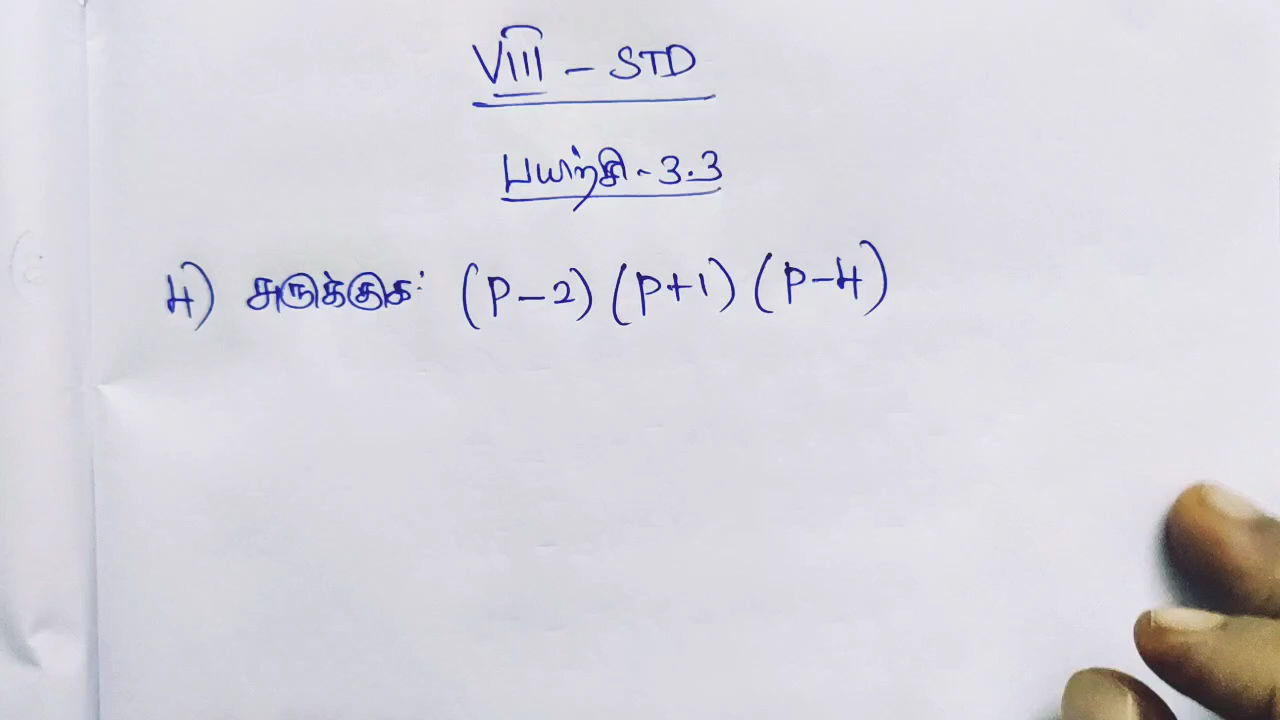 VIII - STD
பயிற்சி - 3.3
4) சுருக்குக: (P-2) (P+1) (P-4)